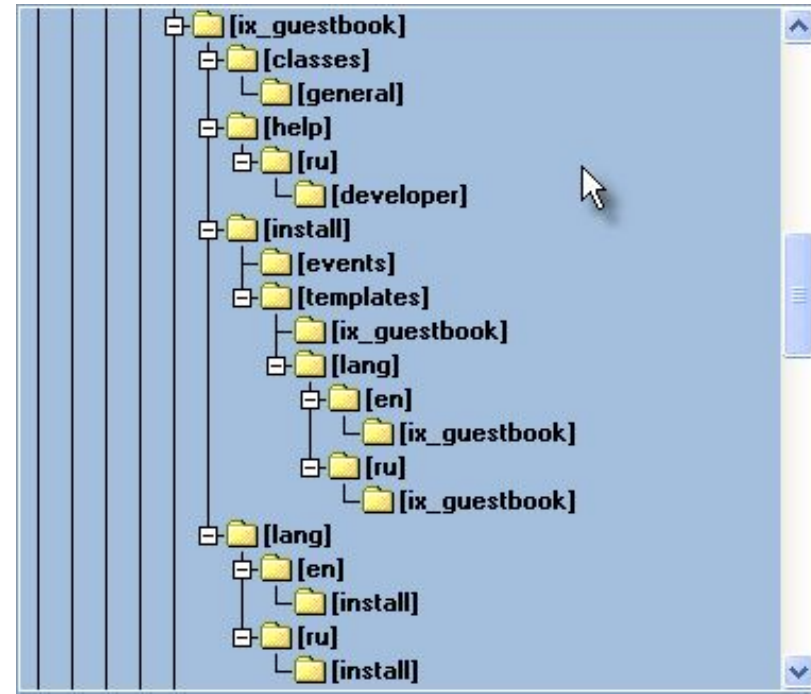 [ix_guestbook]
[classes]
[general]
[help]
[ru]
[developer]
[install]
[events]
[templates]
[ix_guestbook]
[lang]
[en]
[ix_guestbook]
[ru]
[ix_guestbook]
[lang]
[en]
[install]
[ru]
[install]